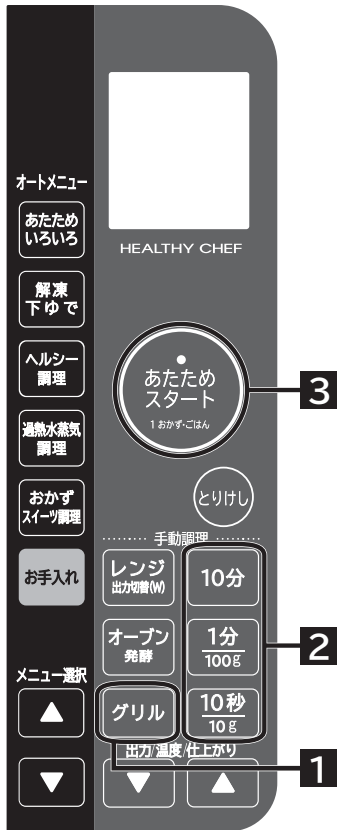 オートメニュー
あたため
いろいろ
解凍
下ゆで
ヘルシー
調理
過熱水蒸気
調理
おかず
スイーツ調理
お手入れ
メニュー選択
▲
▼
HEALTHY CHEF
あたため
スタート
1 おかず・ごはん
3
とりけし
手動調理
レンジ
出力切替(W)
10分
オーブン
発酵
1分
100g
2
グリル
10秒
10g
1
出力/温度/仕上がり
▼ ▲